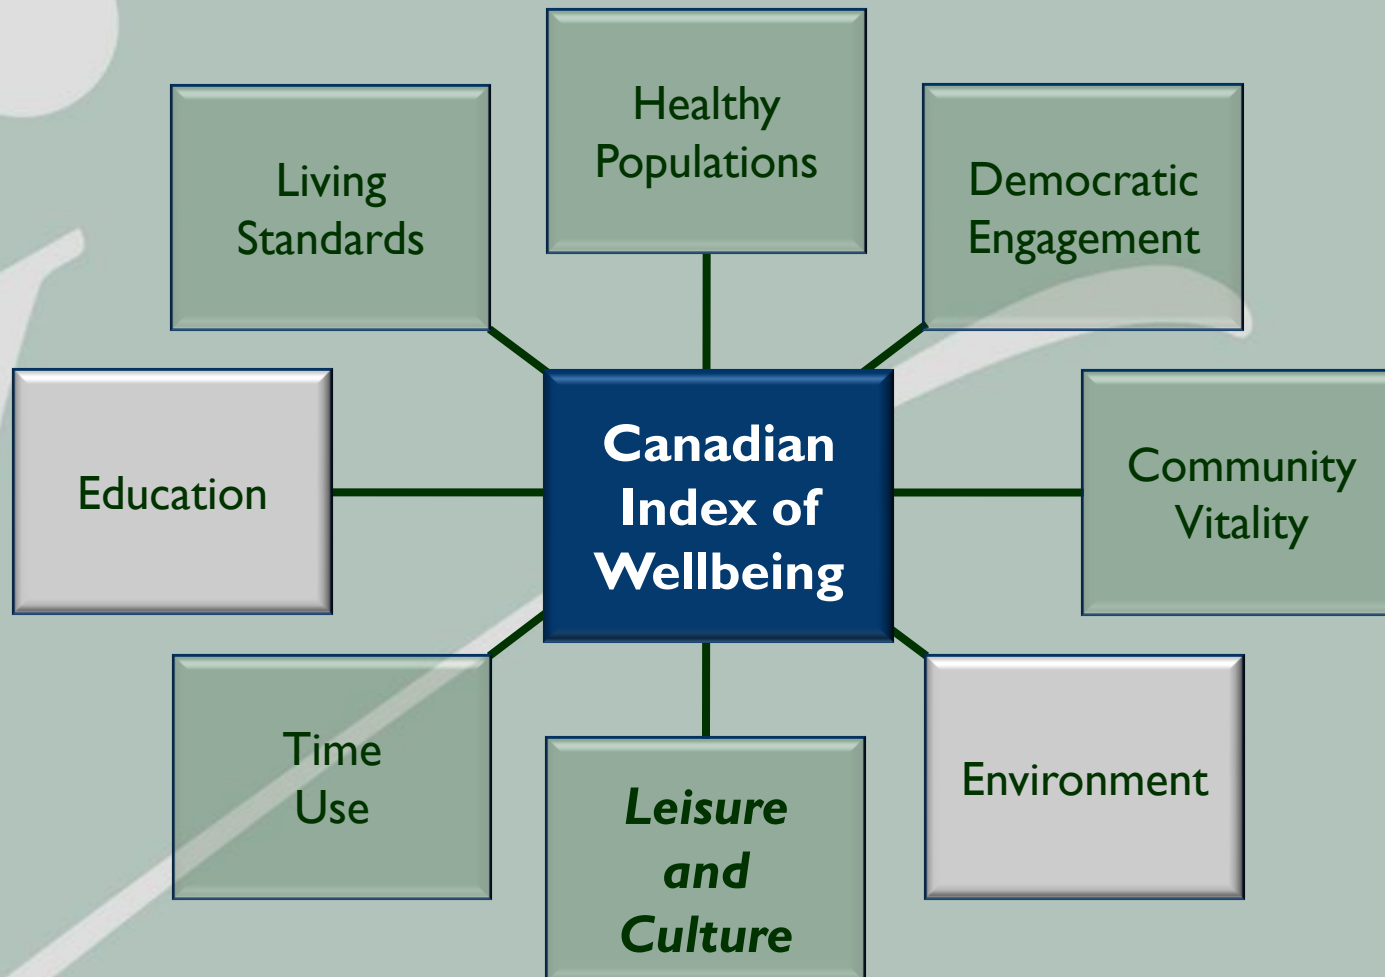 Healthy
Populations
Living
Standards
Democratic
Engagement
Education
Canadian
Index of
Wellbeing
Community
Vitality
Time
Use
Leisure
and
Culture
Environment